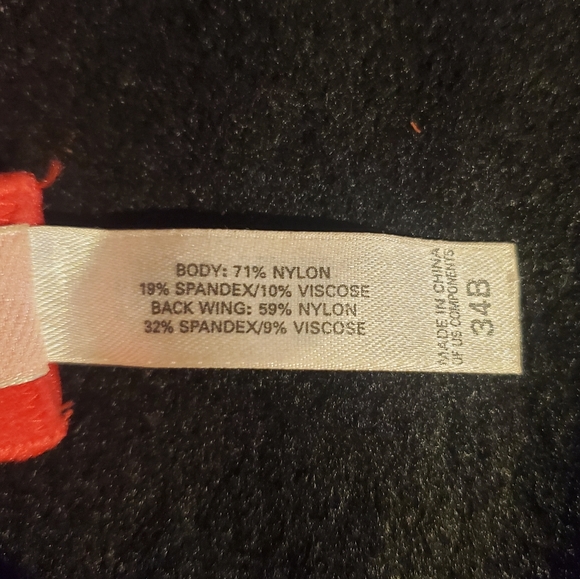 BODY: 71% NYLON
19% SPANDEX/10% VISCOSE
BACK WING: 59% NYLON
32% SPANDEX/9% VISCOSE
MADE IN CHINA
OF US COMPONENTS
34B